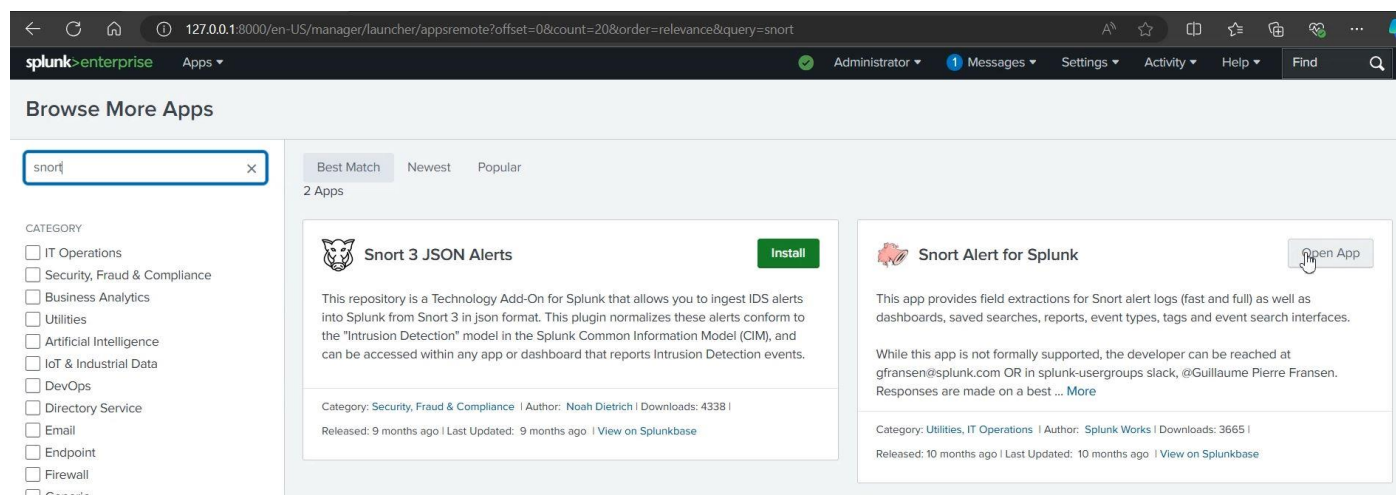 127.0.0.1:8000/en-US/manager/launcher/appsremote?offset=0&count=20&order=relevance&query=snort
splunk>enterprise Apps Administrator 1 Messages Settings Activity Help Find
Browse More Apps
snort
Best Match Newest Popular
2 Apps
CATEGORY
IT Operations
Security, Fraud & Compliance
Business Analytics
Utilities
Artificial Intelligence
IoT & Industrial Data
DevOps
Directory Service
Email
Endpoint
Firewall
Snort 3 JSON Alerts
Install
This repository is a Technology Add-On for Splunk that allows you to ingest IDS alerts
into Splunk from Snort 3 in json format. This plugin normalizes these alerts conform to
the "Intrusion Detection" model in the Splunk Common Information Model (CIM), and
can be accessed within any app or dashboard that reports Intrusion Detection events.
Category: Security, Fraud & Compliance | Author: Noah Dietrich | Downloads: 4338 |
Released: 9 months ago | Last Updated: 9 months ago | View on Splunkbase
Snort Alert for Splunk
Open App
This app provides field extractions for Snort alert logs (fast and full) as well as
dashboards, saved searches, reports, event types, tags and event search interfaces.
While this app is not formally supported, the developer can be reached at
gfransen@splunk.com OR in splunk-usergroups slack, @Guillaume Pierre Fransen.
Responses are made on a best ... More
Category: Utilities, IT Operations | Author: Splunk Works | Downloads: 3665 |
Released: 10 months ago | Last Updated: 10 months ago | View on Splunkbase